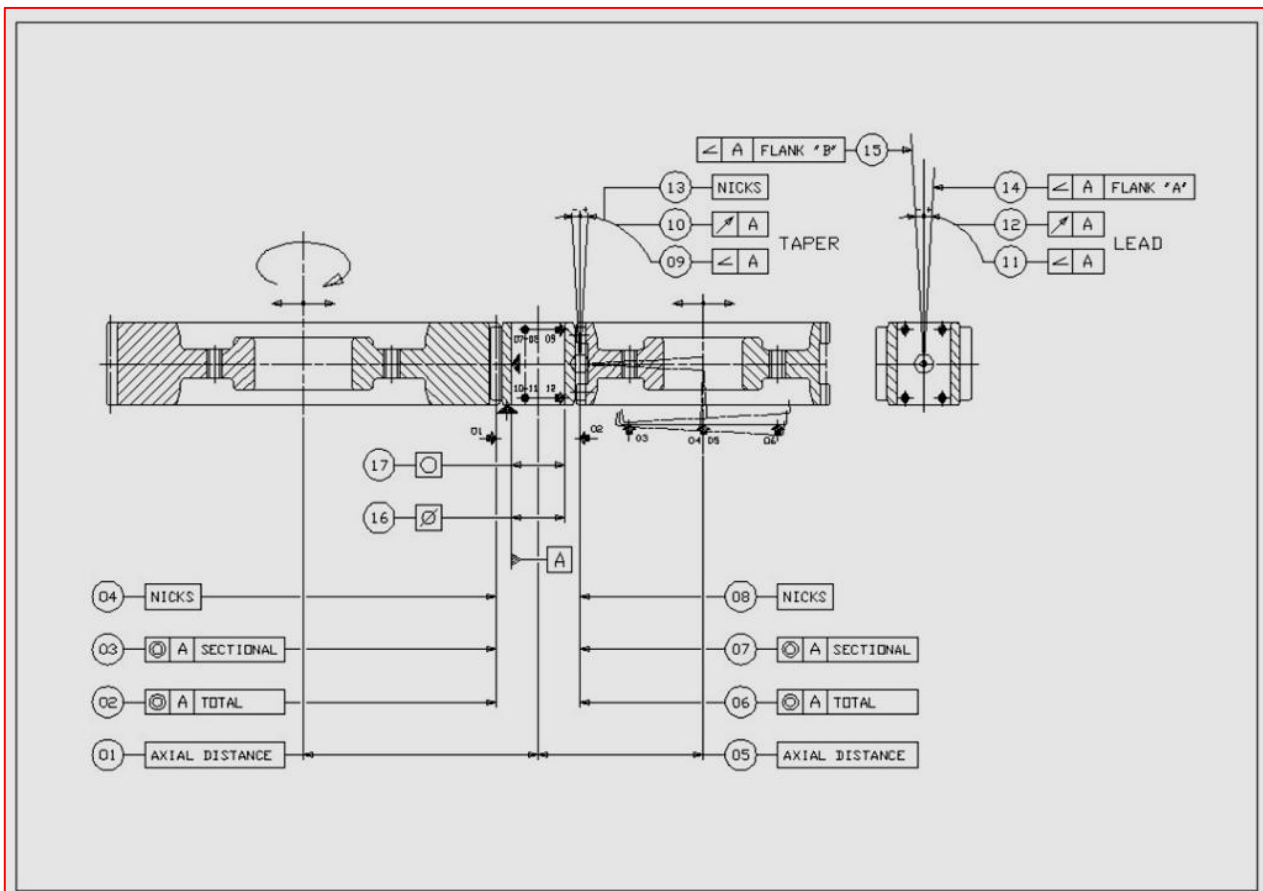 ∠ A FLANK "B" 15
13 NICKS
14 ∠ A FLANK "A"
10 ↗ A
TAPER
12 ↗ A
LEAD
09 ∠ A
11 ∠ A
07-08 09
10-11 12
01
02
03
04 05
06
17 ○
16 Ø
A
04 NICKS
08 NICKS
03 ◎ A SECTIONAL
07 ◎ A SECTIONAL
02 ◎ A TOTAL
06 ◎ A TOTAL
01 AXIAL DISTANCE
05 AXIAL DISTANCE